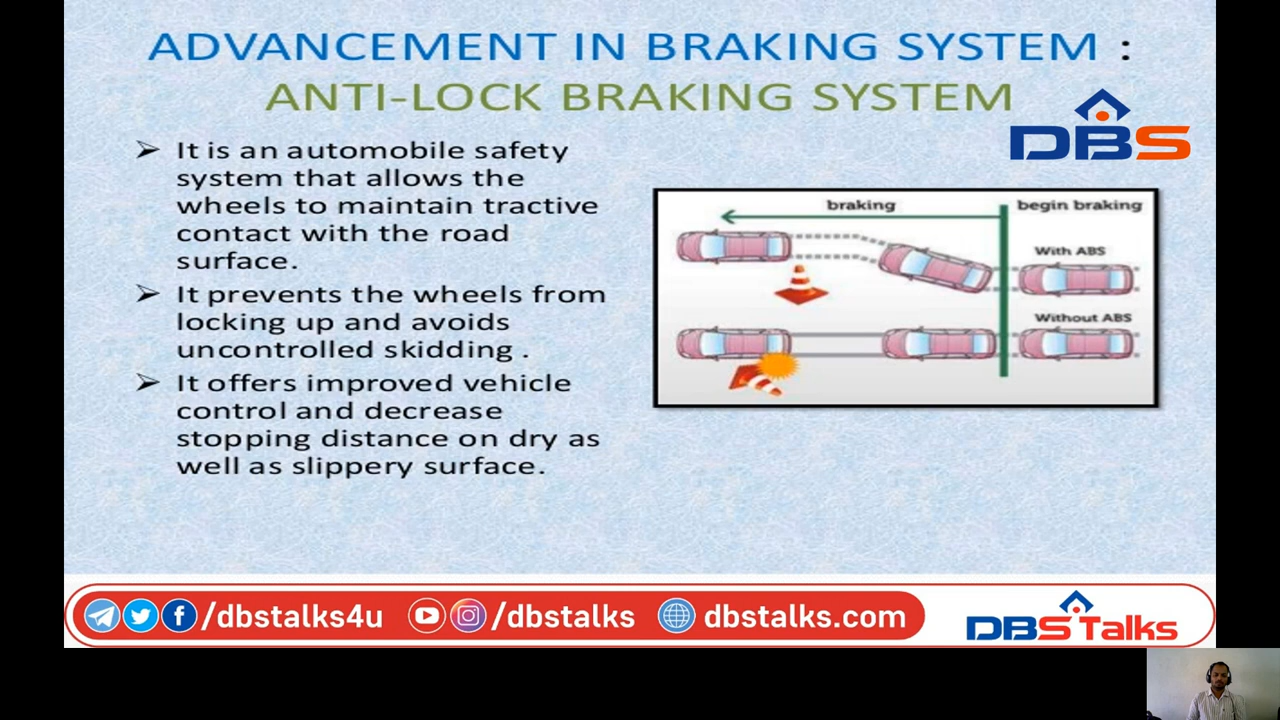 ADVANCEMENT IN BRAKING SYSTEM :
ANTI-LOCK BRAKING SYSTEM
DBS
➢ It is an automobile safety
system that allows the
wheels to maintain tractive
contact with the road
surface.
➢ It prevents the wheels from
locking up and avoids
uncontrolled skidding .
➢ It offers improved vehicle
control and decrease
stopping distance on dry as
well as slippery surface.
braking
begin braking
With ABS
Without ABS
/dbstalks4u /dbstalks dbstalks.com
DBS Talks